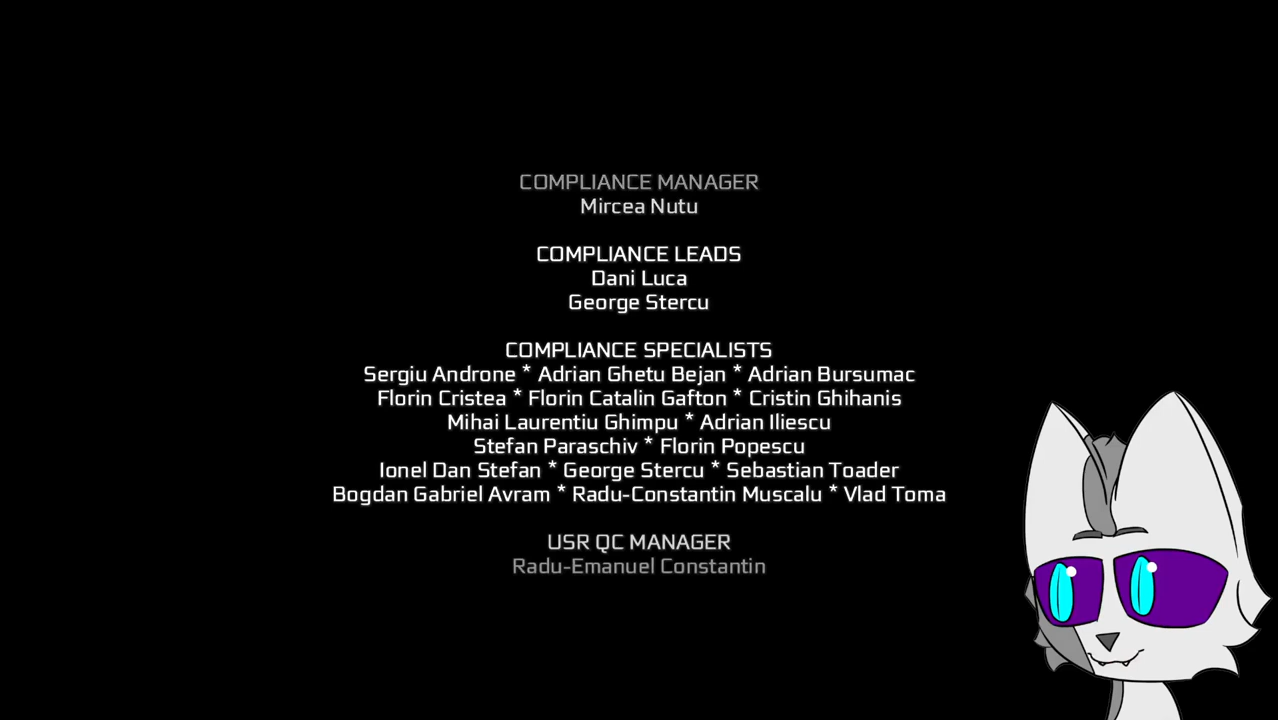 COMPLIANCE MANAGER
Mircea Nutu
COMPLIANCE LEADS
Dani Luca
George Stercu
COMPLIANCE SPECIALISTS
Sergiu Androne * Adrian Ghetu Bejan * Adrian Bursumac
Florin Cristea * Florin Catalin Gafton * Cristin Ghihanis
Mihai Laurentiu Ghimpu * Adrian Iliescu
Stefan Paraschiv * Florin Popescu
Ionel Dan Stefan * George Stercu * Sebastian Toader
Bogdan Gabriel Avram * Radu-Constantin Muscalu * Vlad Toma
USR QC MANAGER
Radu-Emanuel Constantin